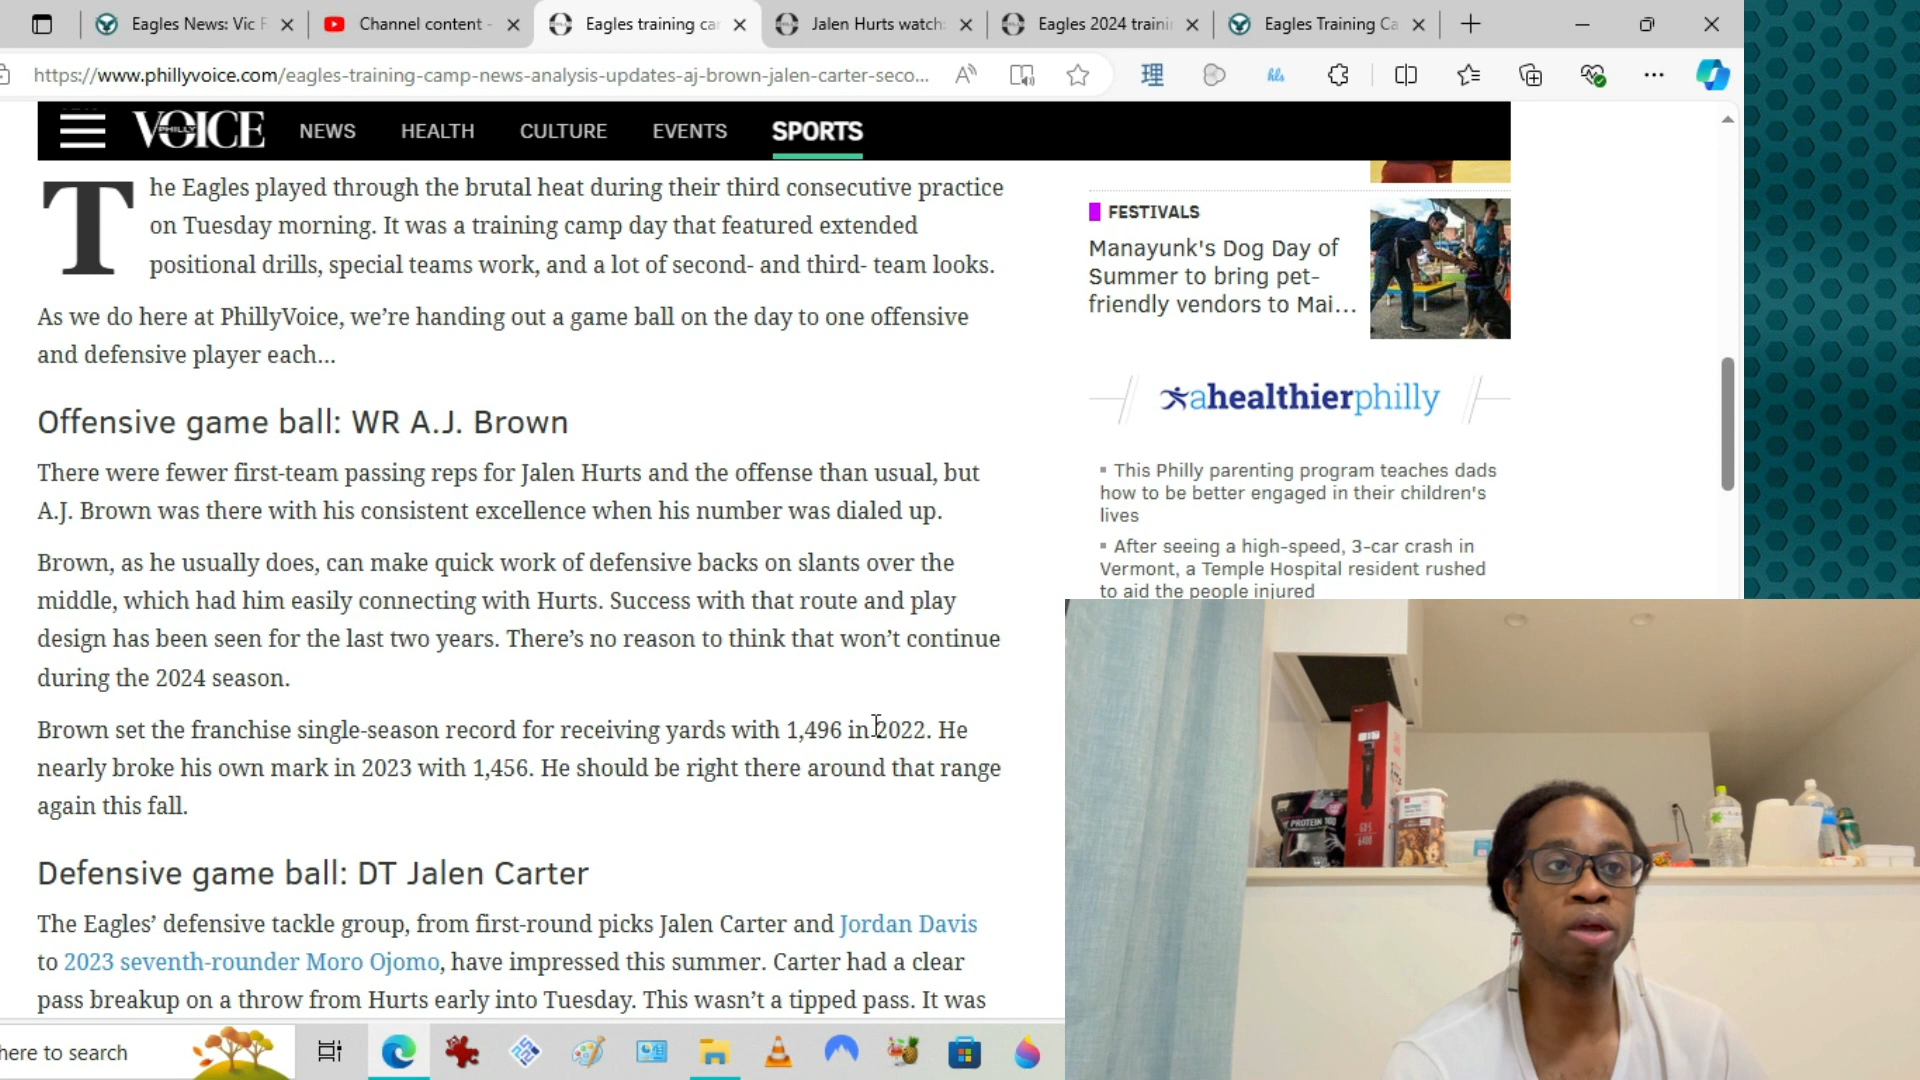 Eagles News: Vic F
Channel content -
Eagles training ca
Jalen Hurts watch:
Eagles 2024 traini
Eagles Training Ca
https://www.phillyvoice.com/eagles-training-camp-news-analysis-updates-aj-brown-jalen-carter-seco...
A
理
hls
VOICE
PHILLY
NEWS
HEALTH
CULTURE
EVENTS
SPORTS
The Eagles played through the brutal heat during their third consecutive practice
on Tuesday morning. It was a training camp day that featured extended
positional drills, special teams work, and a lot of second- and third- team looks.
As we do here at PhillyVoice, we're handing out a game ball on the day to one offensive
and defensive player each...
Offensive game ball: WR A.J. Brown
There were fewer first-team passing reps for Jalen Hurts and the offense than usual, but
A.J. Brown was there with his consistent excellence when his number was dialed up.
Brown, as he usually does, can make quick work of defensive backs on slants over the
middle, which had him easily connecting with Hurts. Success with that route and play
design has been seen for the last two years. There's no reason to think that won't continue
during the 2024 season.
Brown set the franchise single-season record for receiving yards with 1,496 in 2022. He
nearly broke his own mark in 2023 with 1,456. He should be right there around that range
again this fall.
Defensive game ball: DT Jalen Carter
The Eagles' defensive tackle group, from first-round picks Jalen Carter and Jordan Davis
to 2023 seventh-rounder Moro Ojomo, have impressed this summer. Carter had a clear
pass breakup on a throw from Hurts early into Tuesday. This wasn't a tipped pass. It was
FESTIVALS
Manayunk's Dog Day of
Summer to bring pet-
friendly vendors to Mai...
ahealthierphilly
This Philly parenting program teaches dads
how to be better engaged in their children's
lives
After seeing a high-speed, 3-car crash in
Vermont, a Temple Hospital resident rushed
to aid the people injured
PROTEIN
here to search